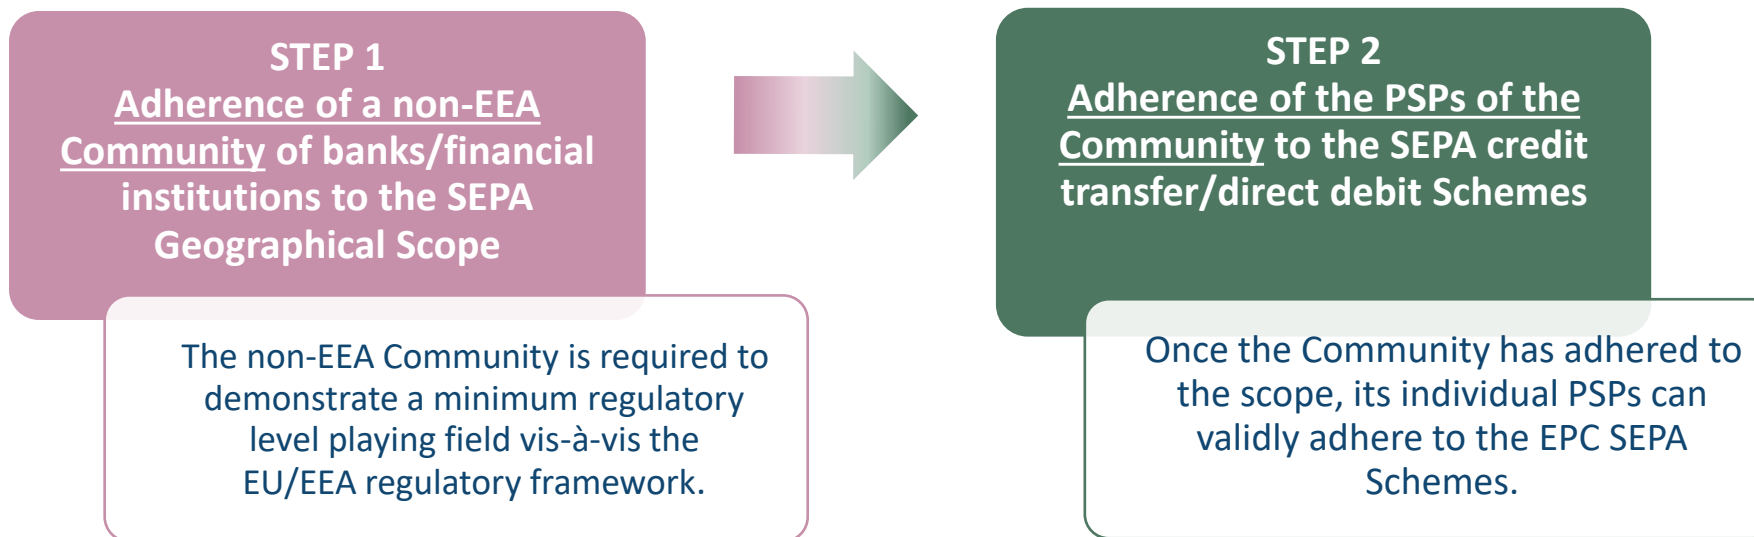 STEP 1
Adherence of a non-EEA
Community of banks/financial
institutions to the SEPA
Geographical Scope
The non-EEA Community is required to
demonstrate a minimum regulatory
level playing field vis-à-vis the
EU/EEA regulatory framework.
STEP 2
Adherence of the PSPs of the
Community to the SEPA credit
transfer/direct debit Schemes
Once the Community has adhered to
the scope, its individual PSPs can
validly adhere to the EPC SEPA
Schemes.